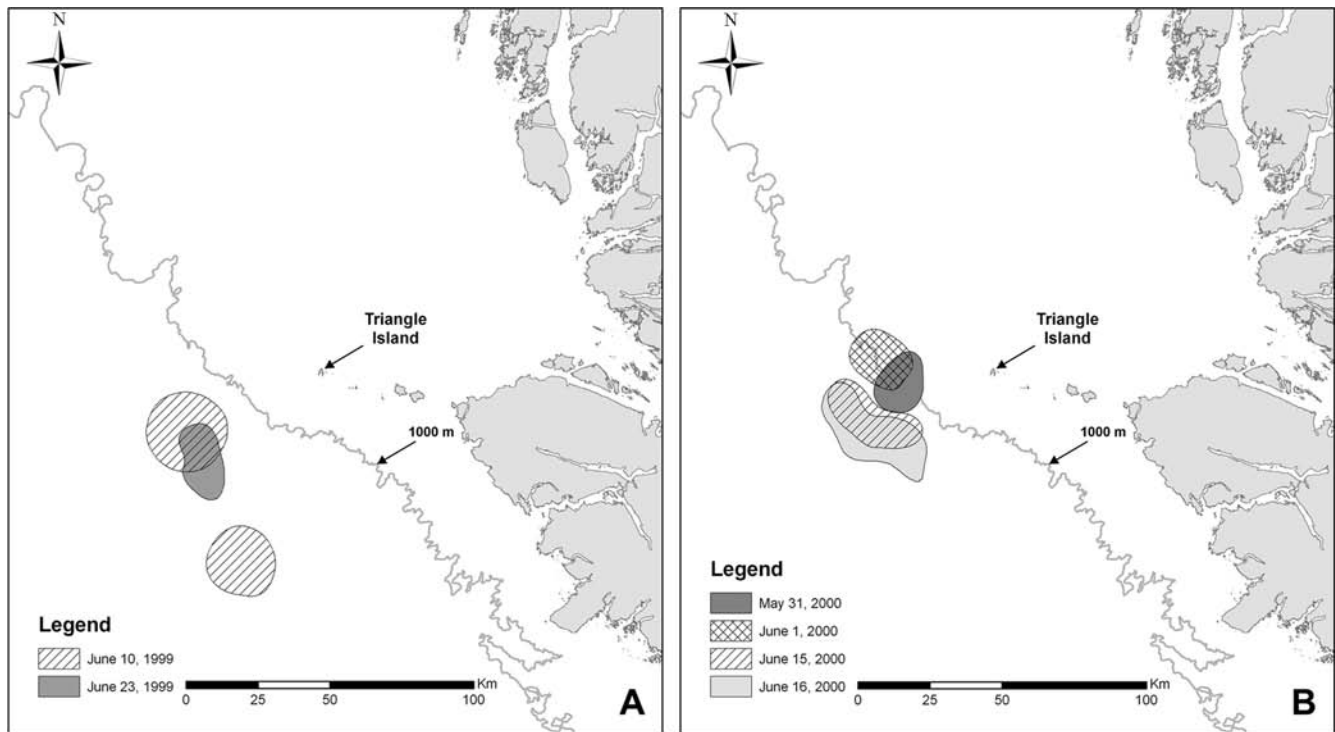 N
Triangle
Island
1000 m
Legend
June 10, 1999
June 23, 1999
Km
0 25 50 100
A
N
Triangle
Island
1000 m
Legend
May 31, 2000
June 1, 2000
June 15, 2000
June 16, 2000
Km
0 25 50 100
B